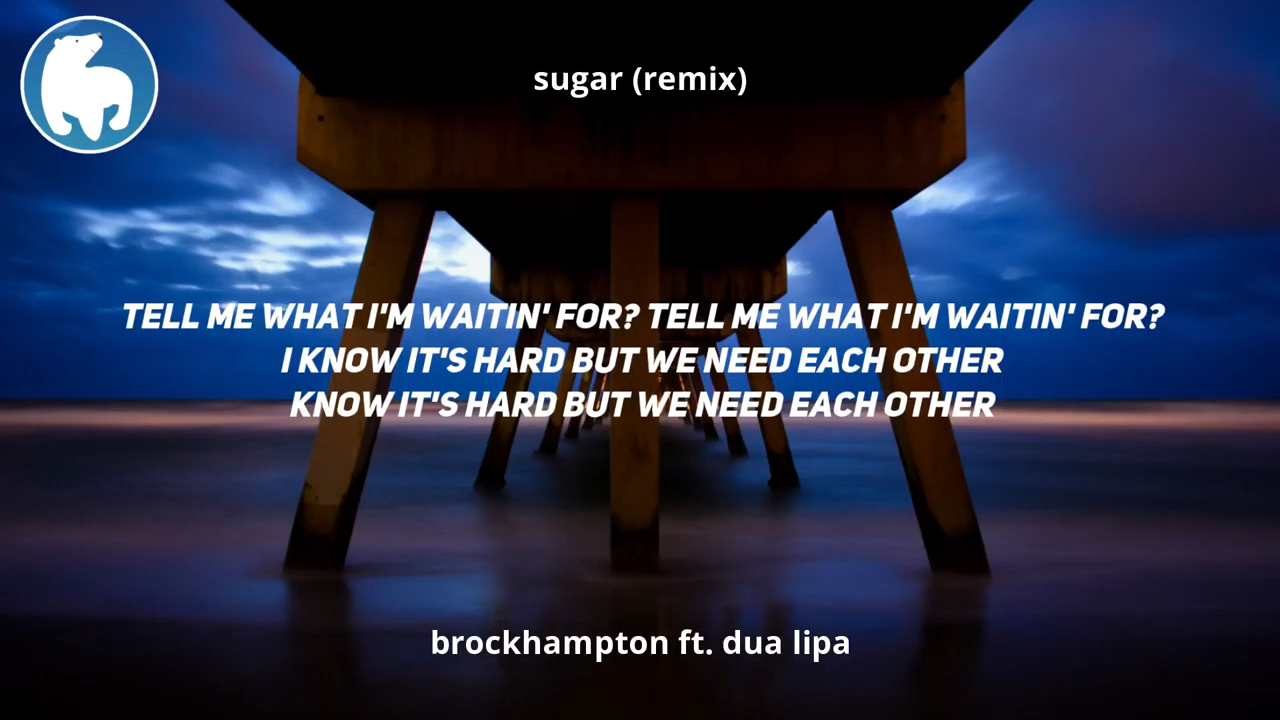 sugar (remix)
TELL ME WHAT I'M WAITIN' FOR? TELL ME WHAT I'M WAITIN' FOR?
I KNOW IT'S HARD BUT WE NEED EACH OTHER
KNOW IT'S HARD BUT WE NEED EACH OTHER
brockhampton ft. dua lipa